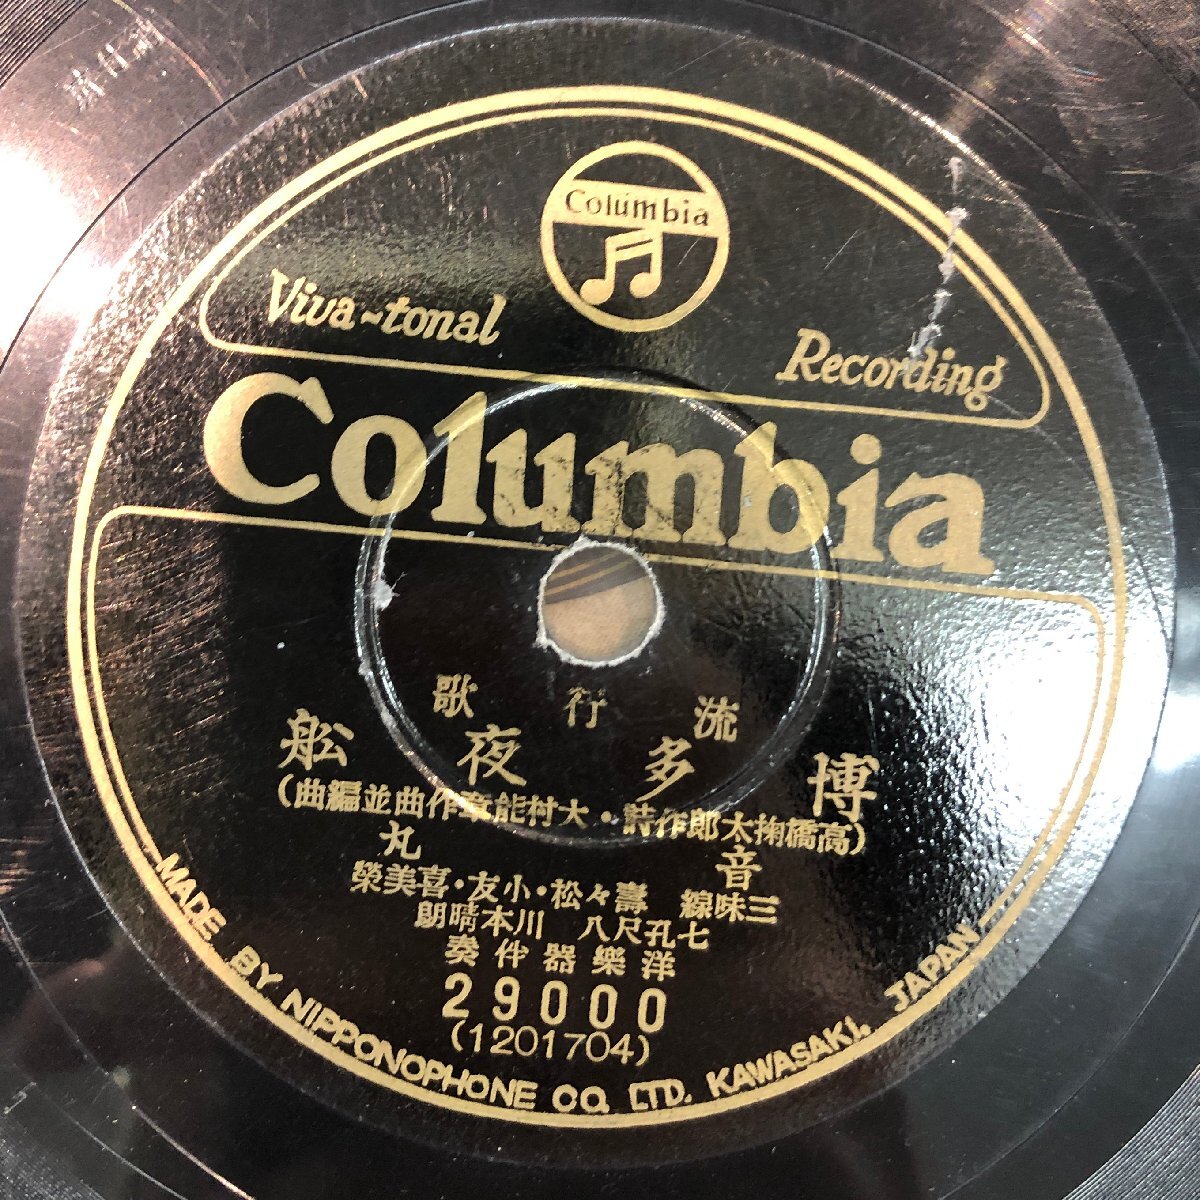 Columbia
Viva-tonal Recording
Columbia
流行歌
博多夜舩
(高橋掬太郎作詩・大村能章作曲並編曲)
音丸
三味線 壽々松・小友・喜美榮
七孔尺八 川本晴朗
洋樂器伴奏
29000
(1201704)
MADE BY NIPPONOPHONE CO. LTD. KAWASAKI, JAPAN